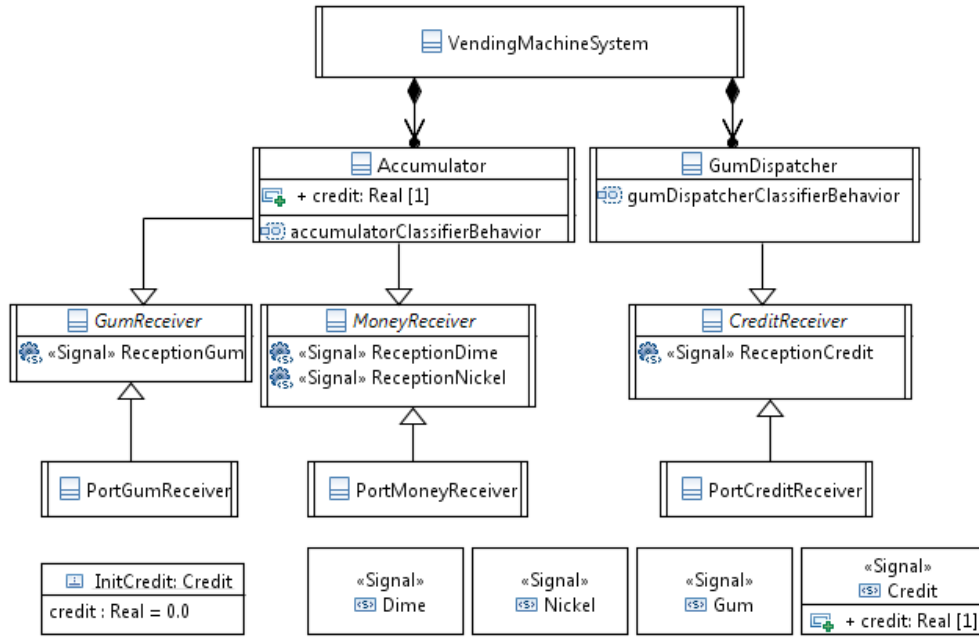 VendingMachineSystem
Accumulator
+ credit: Real [1]
accumulatorClassifierBehavior
GumDispatcher
gumDispatcherClassifierBehavior
GumReceiver
«Signal» ReceptionGum
MoneyReceiver
«Signal» ReceptionDime
«Signal» ReceptionNickel
CreditReceiver
«Signal» ReceptionCredit
PortGumReceiver
PortMoneyReceiver
PortCreditReceiver
InitCredit: Credit
credit : Real = 0.0
«Signal»
Dime
«Signal»
Nickel
«Signal»
Gum
«Signal»
Credit
+ credit: Real [1]